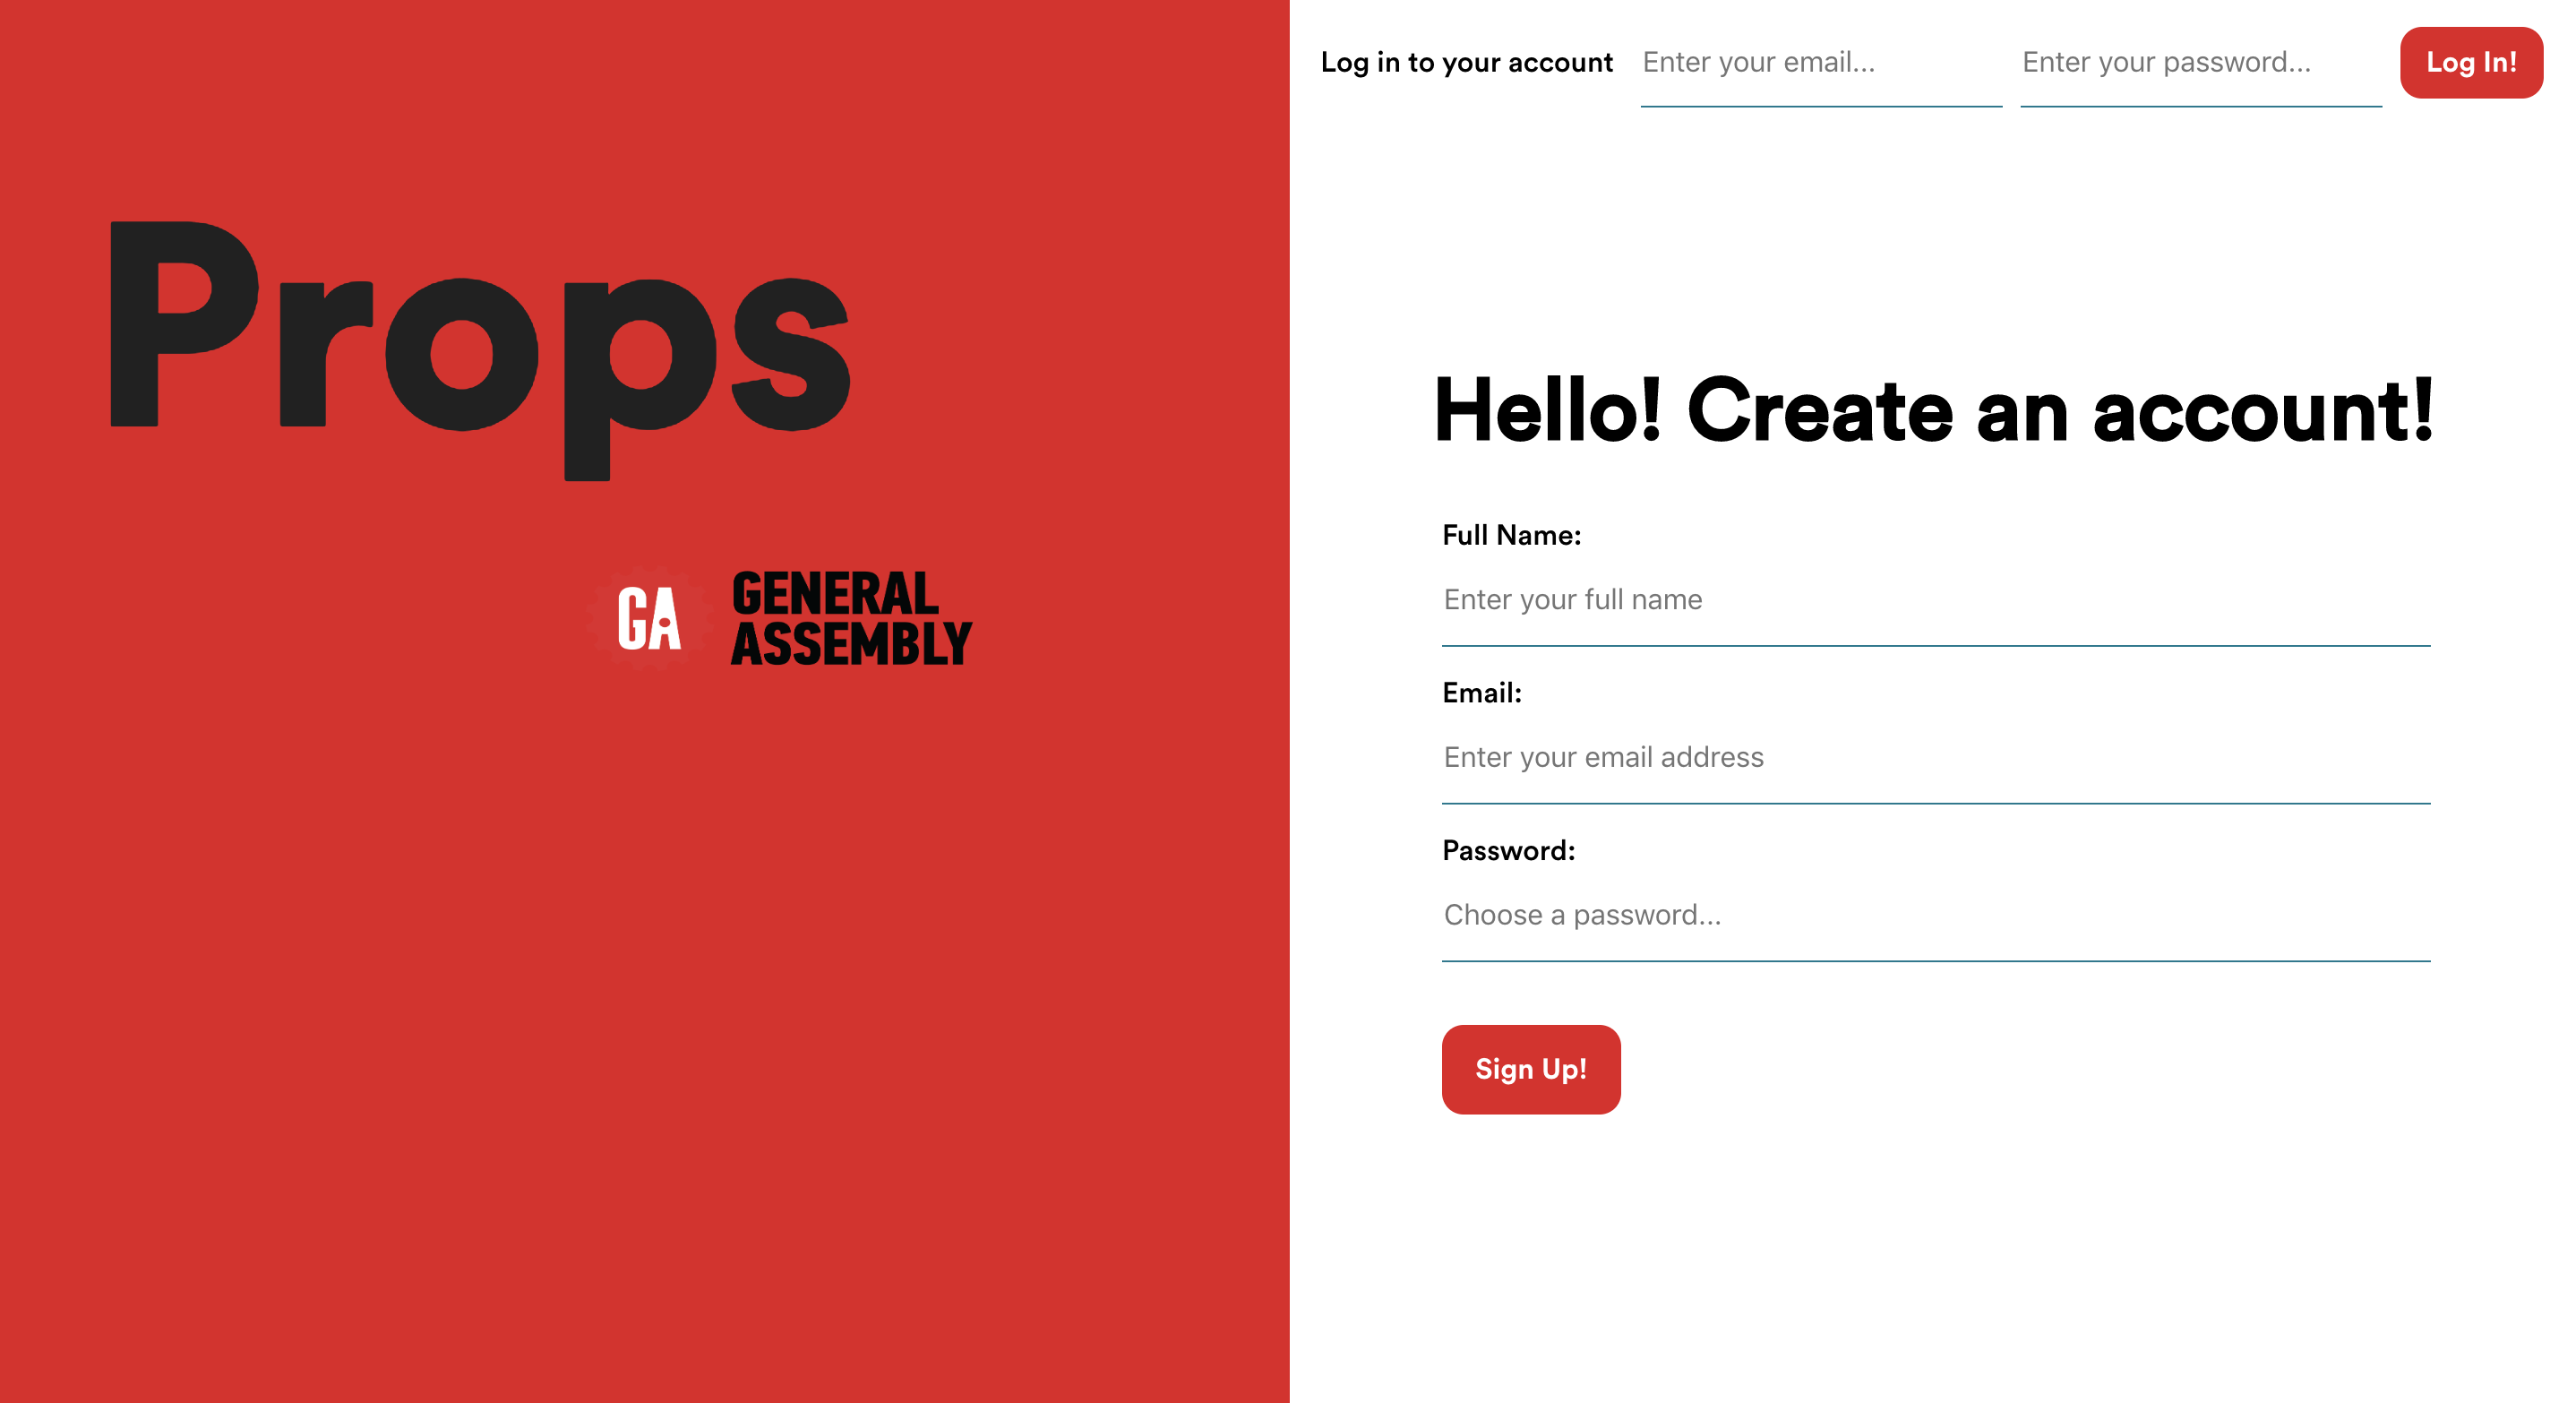 Props
GA
GENERAL
ASSEMBLY
Log in to your account Enter your email... Enter your password... Log In!
Hello! Create an account!
Full Name:
Enter your full name
Email:
Enter your email address
Password:
Choose a password...
Sign Up!